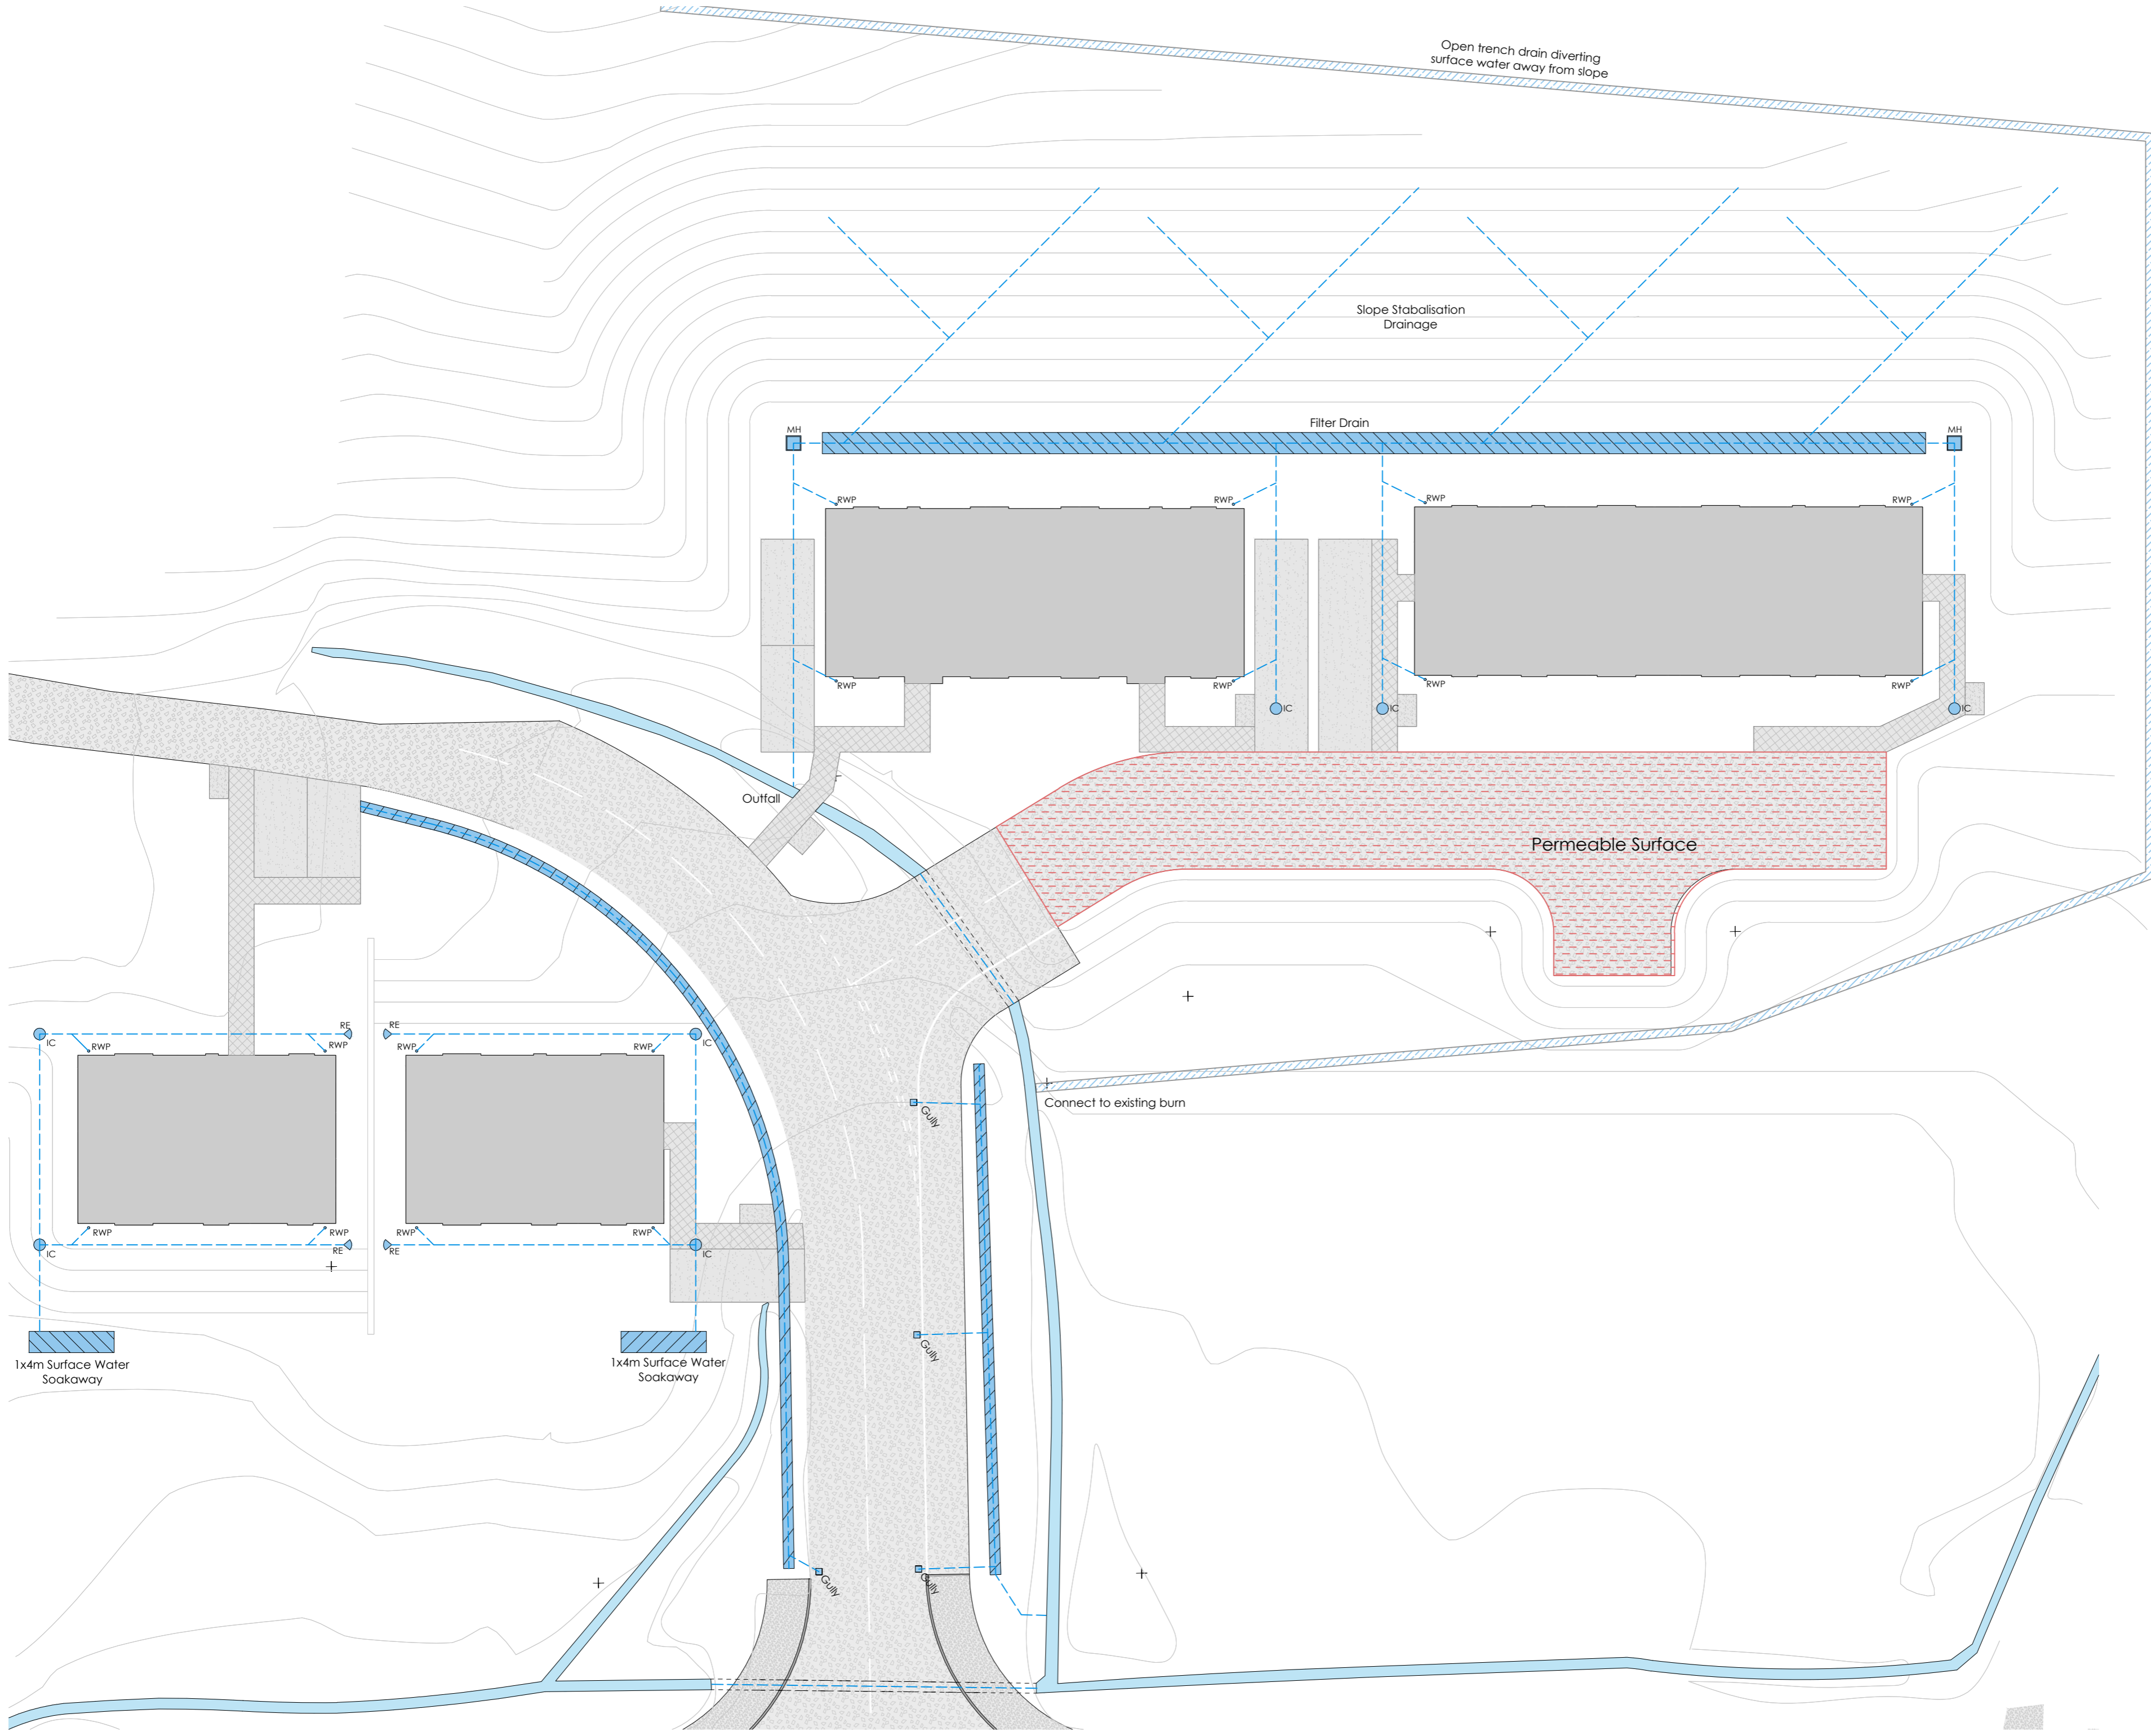 Open trench drain diverting
surface water away from slope
Slope Stabalisation
Drainage
Filter Drain
MH
MH
RWP
RWP
RWP
RWP
RWP
RWP
RWP
RWP
IC
IC
IC
Outfall
Permeable Surface
RE
RE
IC
RWP
RWP
RWP
RWP
IC
Connect to existing burn
Gully
RWP
RWP
RWP
RWP
IC
RE
RE
IC
Gully
1x4m Surface Water
Soakaway
1x4m Surface Water
Soakaway
Gully
Gully